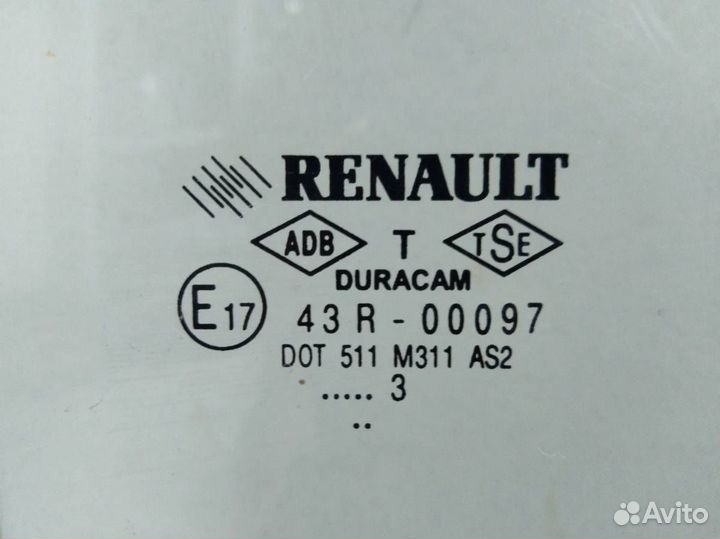 RENAULT
ADB T TSE
DURACAM
E17 43R-00097
DOT 511 M311 AS2
..... 3
..
Avito